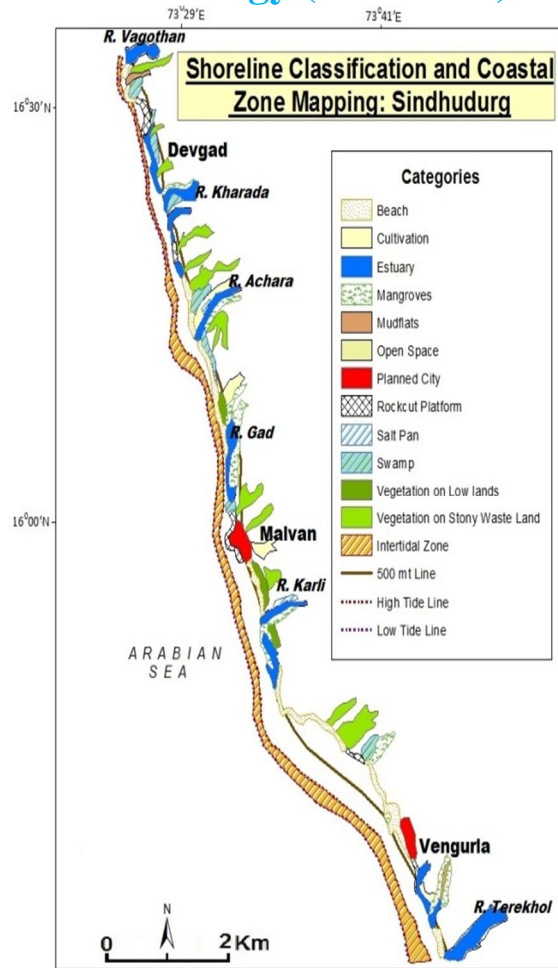 73°29'E
73°41'E
R. Vagothan
Shoreline Classification and Coastal
Zone Mapping: Sindhudurg
16°30'N
Devgad
R. Kharada
R. Achara
R. Gad
16°00'N
Malvan
R. Karli
ARABIAN
SEA
Vengurla
R. Terekhol
Categories
Beach
Cultivation
Estuary
Mangroves
Mudflats
Open Space
Planned City
Rockcut Platform
Salt Pan
Swamp
Vegetation on Low lands
Vegetation on Stony Waste Land
Intertidal Zone
500 mt Line
High Tide Line
Low Tide Line
N
0 2 Km